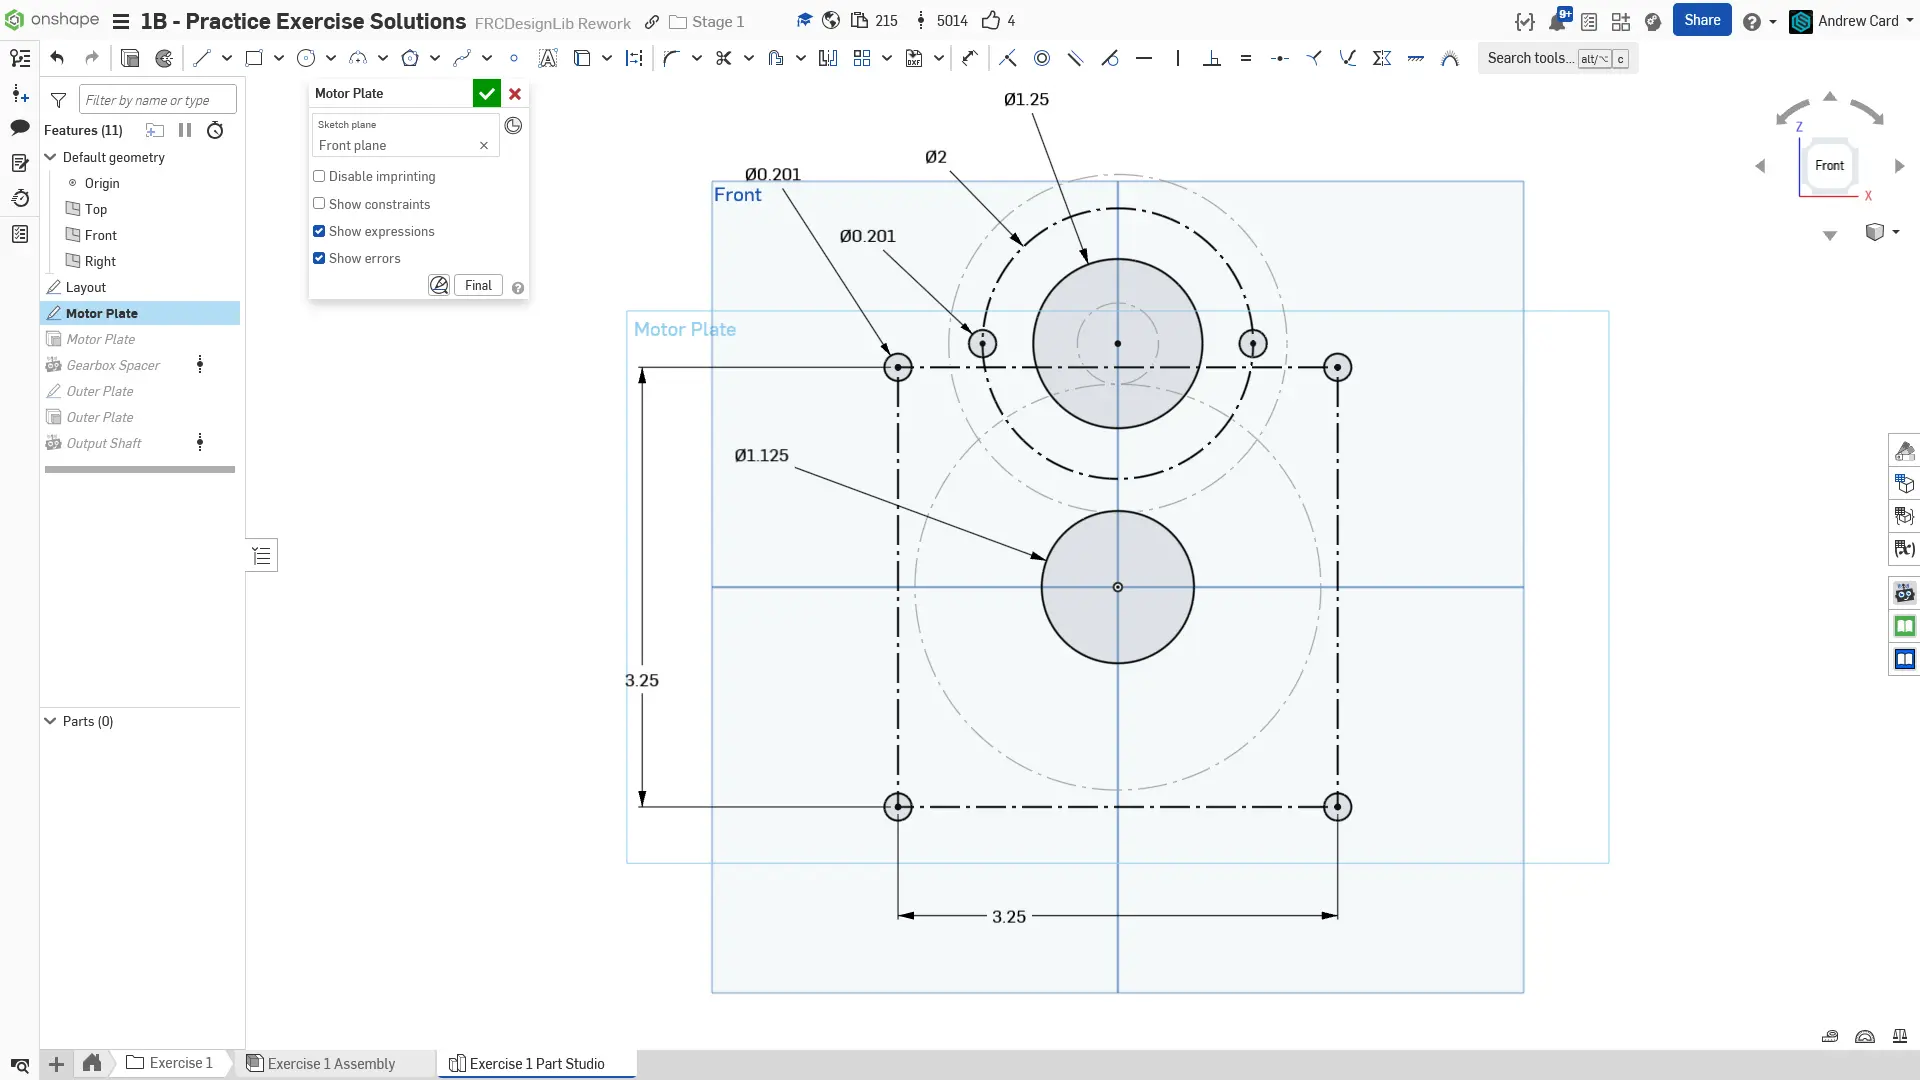 onshape
1B - Practice Exercise Solutions
FRCDesignLib Rework
Stage 1
215
5014
4
9+
Share
Andrew Card
Search tools...
alt/⌥
c
Filter by name or type
Features (11)
Default geometry
Origin
Top
Front
Right
Layout
Motor Plate
Motor Plate
Gearbox Spacer
Outer Plate
Outer Plate
Output Shaft
Parts (0)
Motor Plate
Sketch plane
Front plane
Disable imprinting
Show constraints
Show expressions
Show errors
Final
Ø1.25
Ø2
Ø0.201
Front
Ø0.201
Motor Plate
Ø1.125
3.25
3.25
Z
Front
X
Exercise 1
Exercise 1 Assembly
Exercise 1 Part Studio